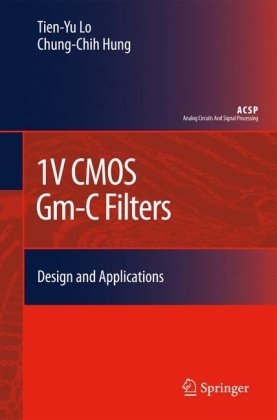 Tien-Yu Lo
Chung-Chih Hung
ACSP
Analog Circuits And Signal Processing
1V CMOS
Gm-C Filters
Design and Applications
Springer